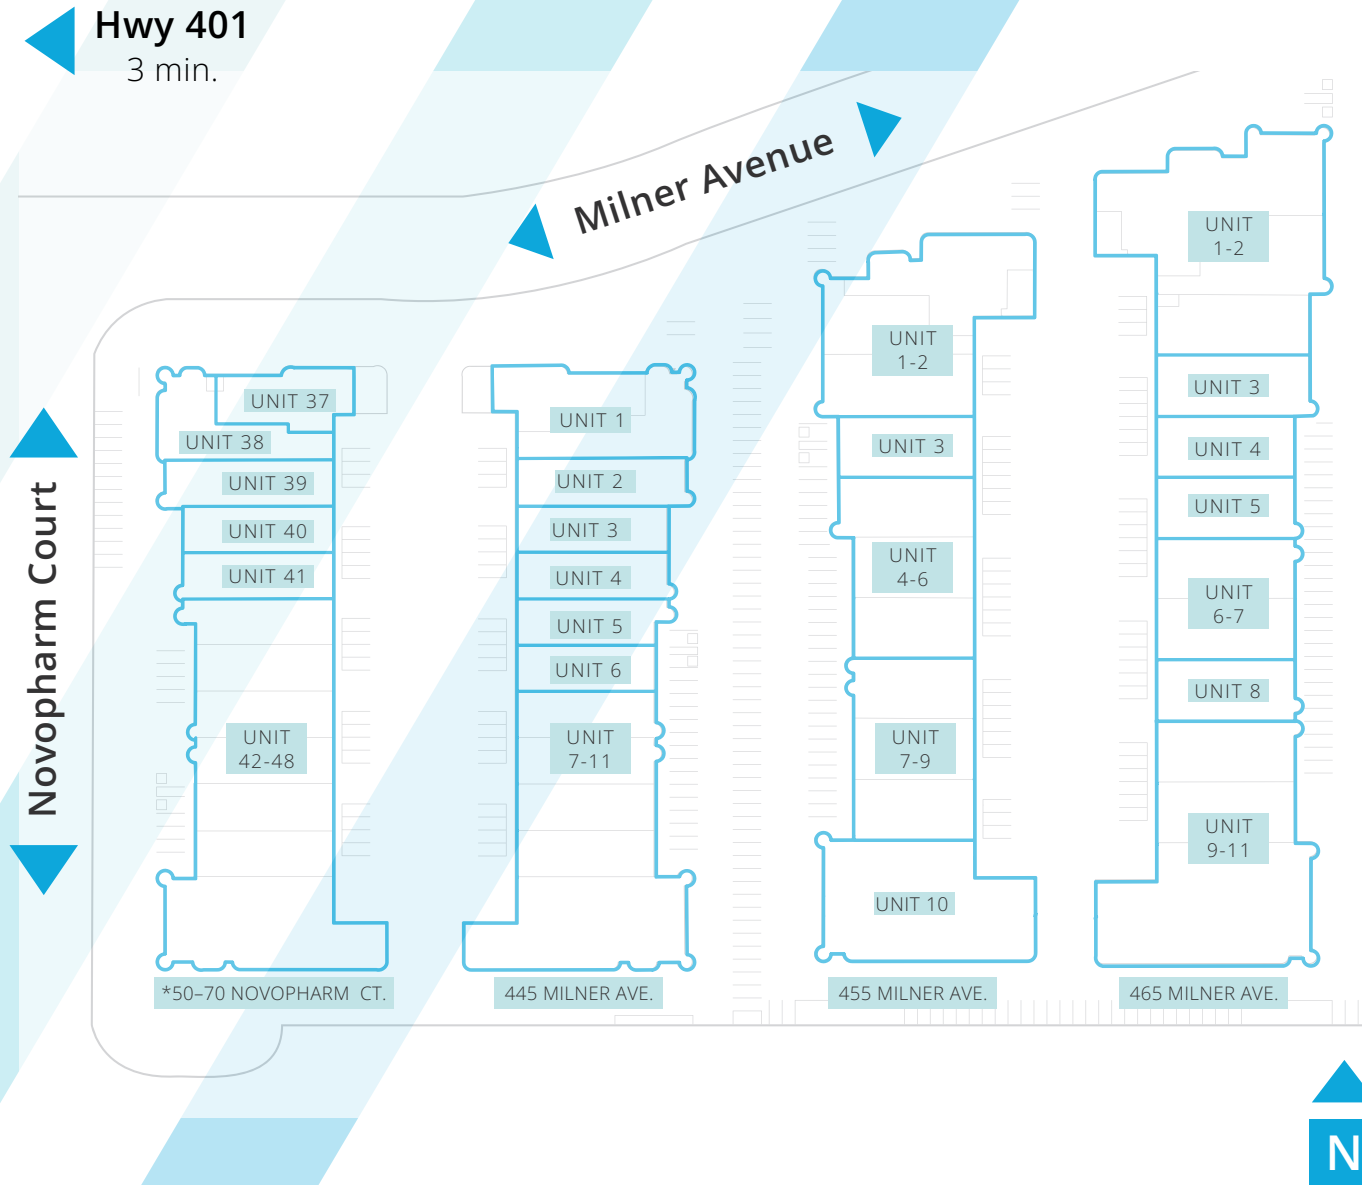 Hwy 401
3 min.
Milner Avenue
Novopharm Court
UNIT 37
UNIT 38
UNIT 39
UNIT 40
UNIT 41
UNIT
42-48
*50–70 NOVOPHARM CT.
UNIT 1
UNIT 2
UNIT 3
UNIT 4
UNIT 5
UNIT 6
UNIT
7-11
445 MILNER AVE.
UNIT
1-2
UNIT 3
UNIT
4-6
UNIT
7-9
UNIT 10
455 MILNER AVE.
UNIT
1-2
UNIT 3
UNIT 4
UNIT 5
UNIT
6-7
UNIT 8
UNIT
9-11
465 MILNER AVE.
N